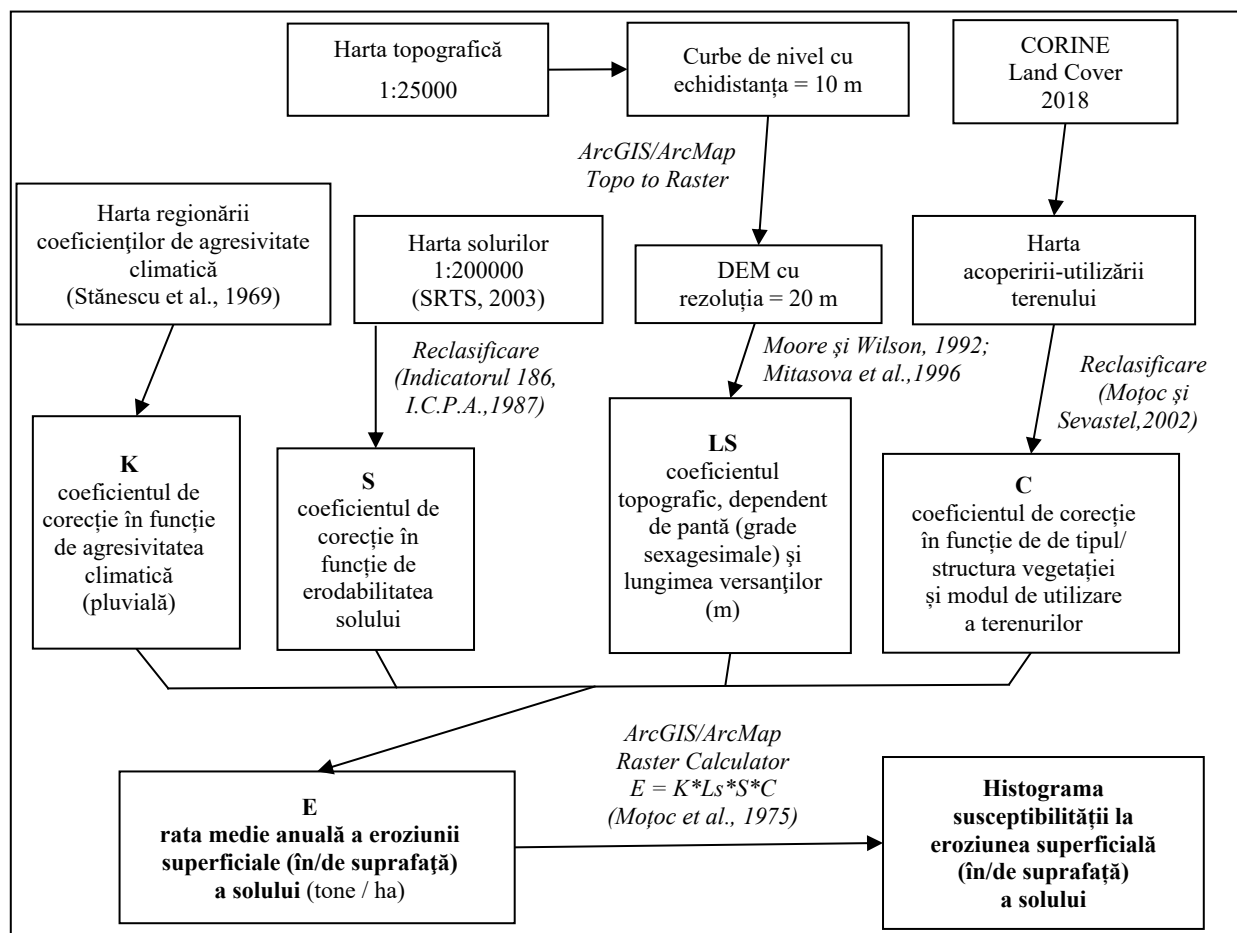 Harta topografică
1:25000
Curbe de nivel cu
echidistanța = 10 m
CORINE
Land Cover
2018
ArcGIS/ArcMap
Topo to Raster
Harta regionării
coeficienţilor de agresivitate
climatică
(Stănescu et al., 1969)
Harta solurilor
1:200000
(SRTS, 2003)
DEM cu
rezoluția = 20 m
Harta
acoperirii-utilizării
terenului
Reclasificare
(Indicatorul 186,
I.C.P.A.,1987)
Moore și Wilson, 1992;
Mitasova et al.,1996
Reclasificare
(Moțoc și
Sevastel,2002)
K
coeficientul de
corecție în funcție
de agresivitatea
climatică
(pluvială)
S
coeficientul de
corecție în
funcție de
erodabilitatea
solului
LS
coeficientul
topografic, dependent
de pantă (grade
sexagesimale) şi
lungimea versanţilor
(m)
C
coeficientul de corecție
în funcție de de tipul/
structura vegetației
și modul de utilizare
a terenurilor
ArcGIS/ArcMap
Raster Calculator
E = K*Ls*S*C
(Moțoc et al., 1975)
E
rata medie anuală a eroziunii
superficiale (în/de suprafaţă)
a solului (tone / ha)
Histograma
susceptibilității la
eroziunea superficială
(în/de suprafață)
a solului